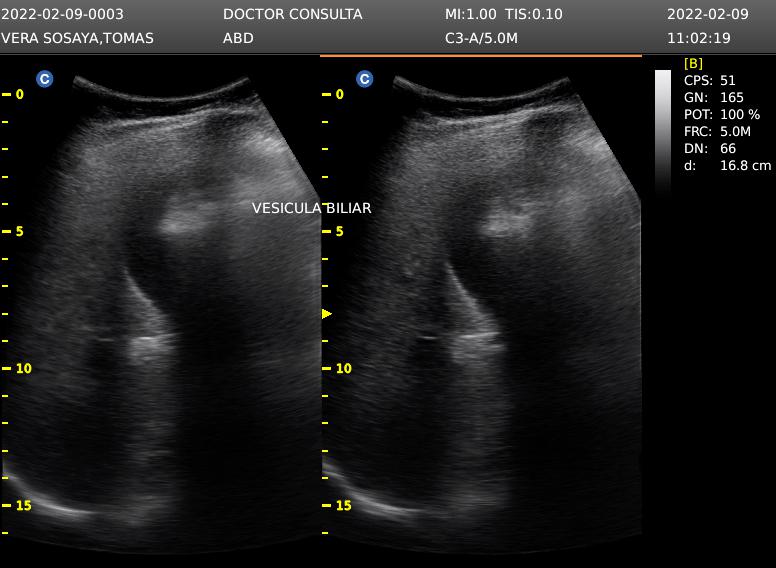 2022-02-09-0003 DOCTOR CONSULTA MI:1.00 TIS:0.10 2022-02-09
VERA SOSAYA,TOMAS ABD C3-A/5.0M 11:02:19
C C
[B]
CPS: 51
GN: 165
POT: 100 %
FRC: 5.0M
DN: 66
d: 16.8 cm
0 0
VESICULA BILIAR
5 5
10 10
15 15